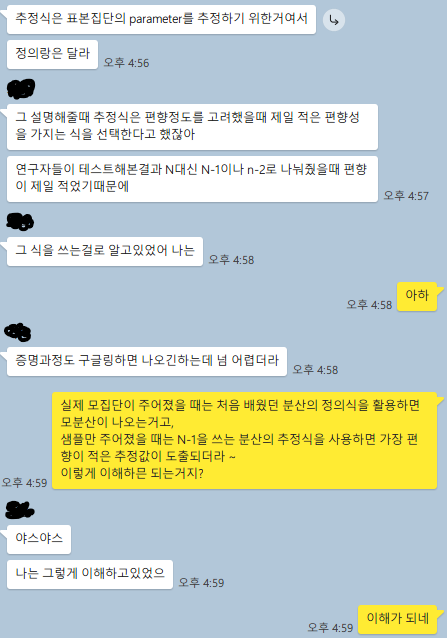 추정식은 표본집단의 parameter를 추정하기 위한거여서
정의랑은 달라
오후 4:56
그 설명해줄때 추정식은 편향정도를 고려했을때 제일 적은 편향성
을 가지는 식을 선택한다고 했잖아
연구자들이 테스트해본결과 N대신 N-1이나 n-2로 나눠줬을때 편향
이 제일 적었기때문에
오후 4:57
그 식을 쓰는걸로 알고있었어 나는
오후 4:58
아하
오후 4:58
증명과정도 구글링하면 나오긴하는데 넘 어렵더라
오후 4:58
실제 모집단이 주어졌을 때는 처음 배웠던 분산의 정의식을 활용하면
모분산이 나오는거고,
샘플만 주어졌을 때는 N-1을 쓰는 분산의 추정식을 사용하면 가장 편
향이 적은 추정값이 도출되더라 ~
이렇게 이해하믄 되는거지?
오후 4:59
야스야스
나는 그렇게 이해하고있었으
오후 4:59
이해가 되네
오후 4:59